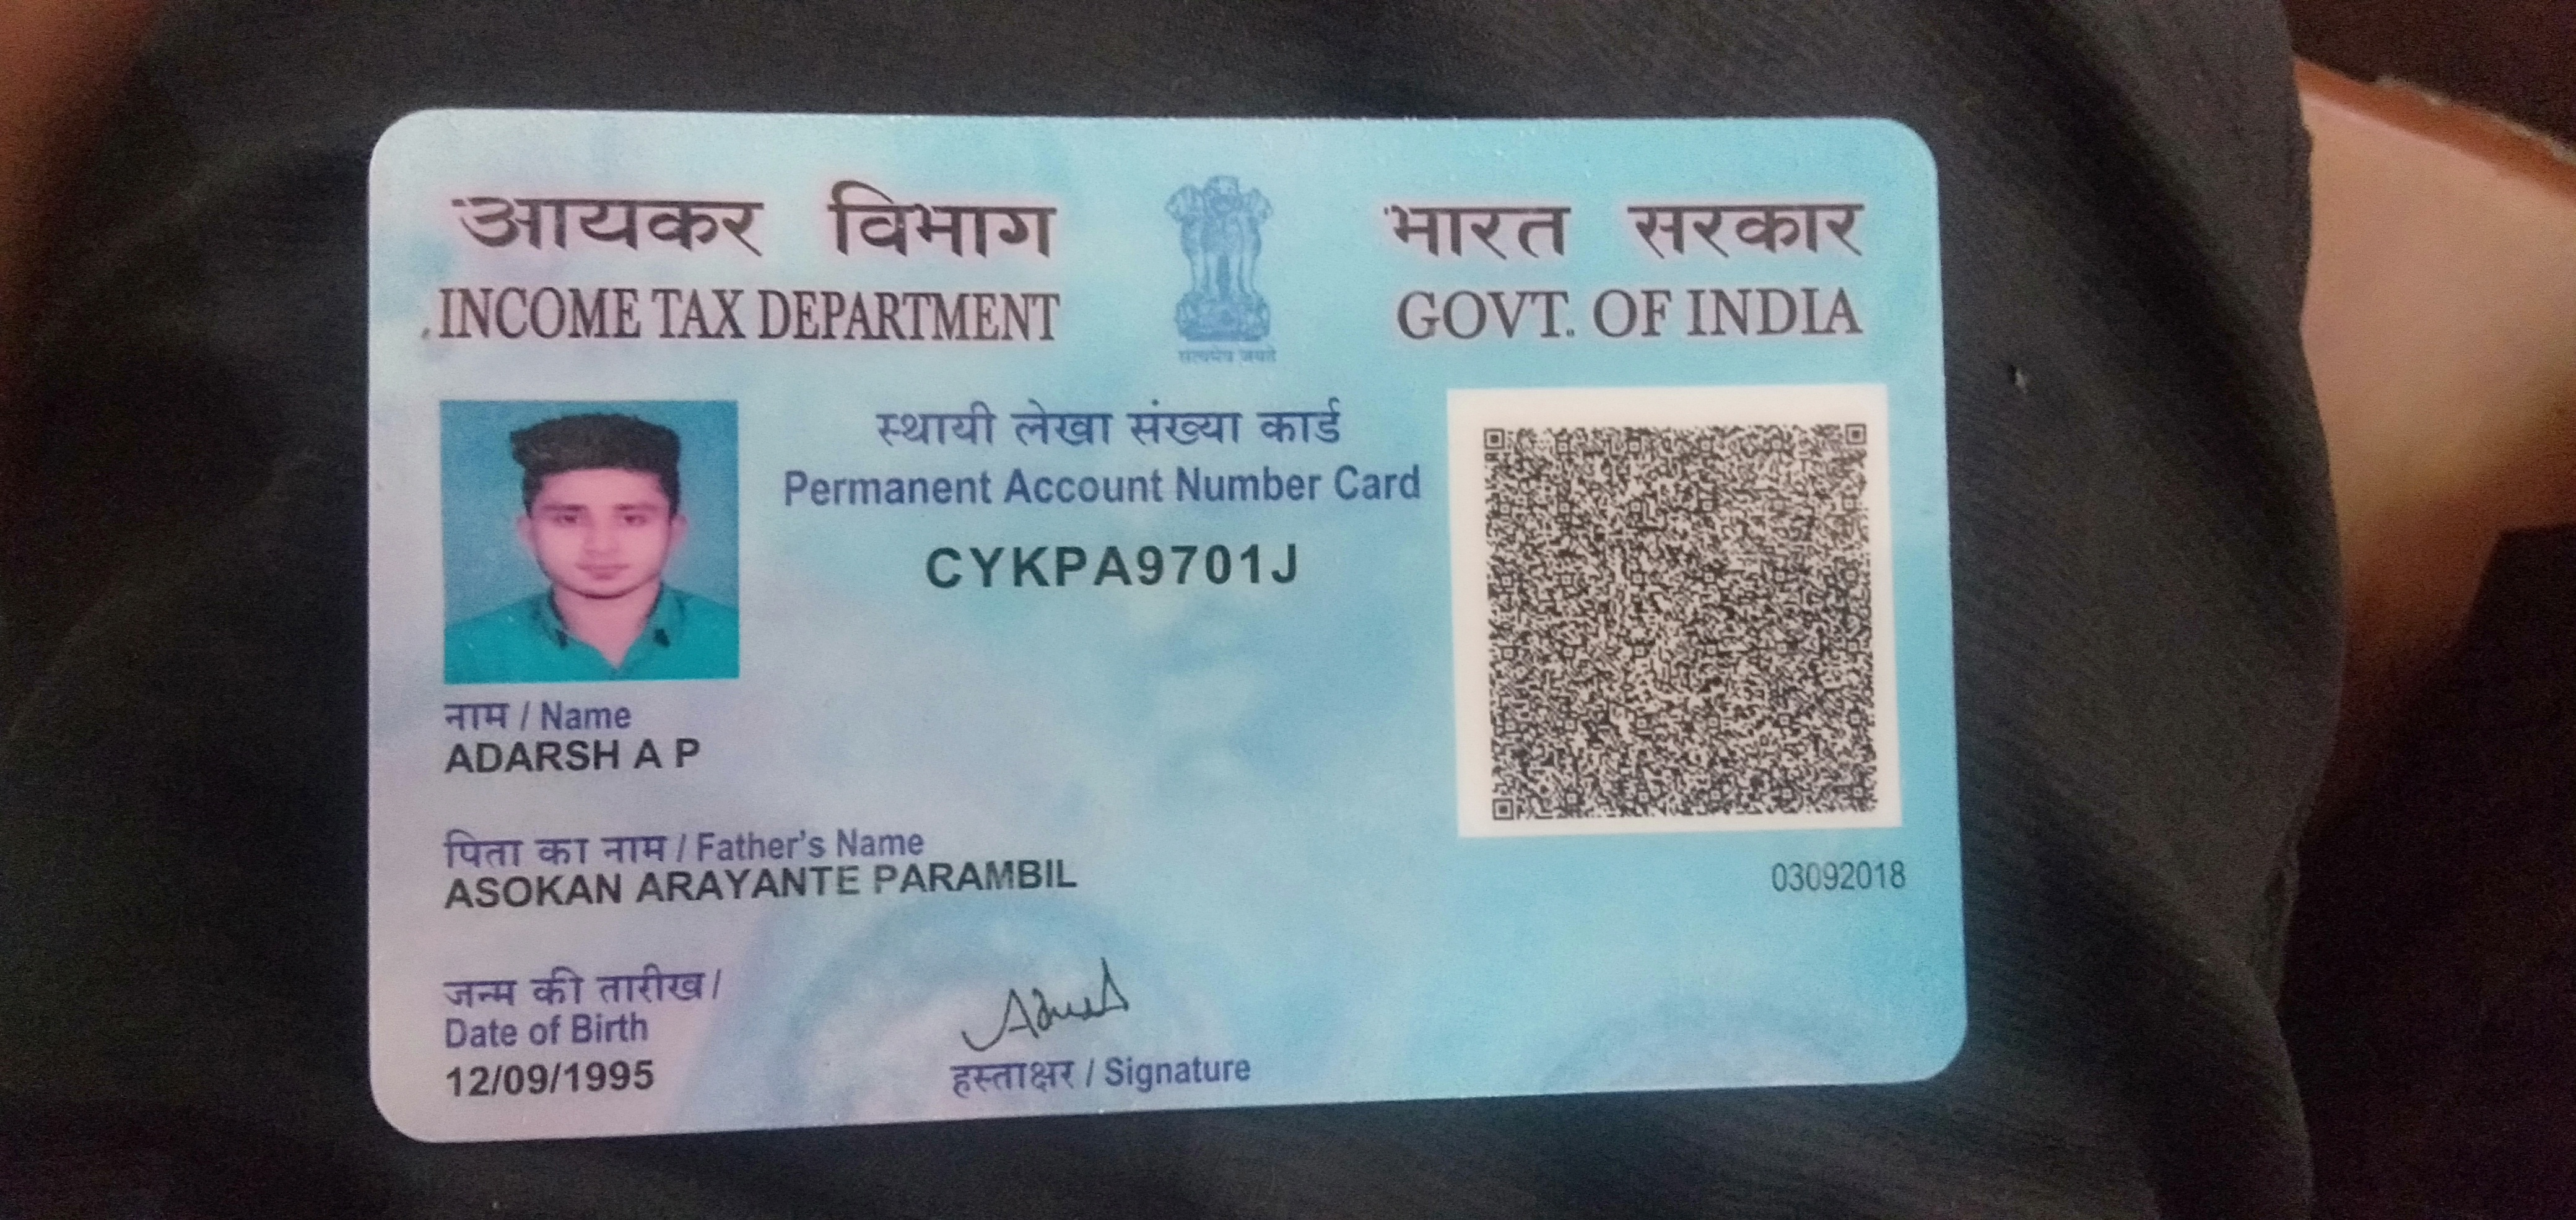 आयकर विभाग
INCOME TAX DEPARTMENT
भारत सरकार
GOVT. OF INDIA
सत्यमेव जयते
स्थायी लेखा संख्या कार्ड
Permanent Account Number Card
CYKPA9701J
नाम / Name
ADARSH A P
पिता का नाम / Father's Name
ASOKAN ARAYANTE PARAMBIL
03092018
जन्म की तारीख /
Date of Birth
12/09/1995
हस्ताक्षर / Signature